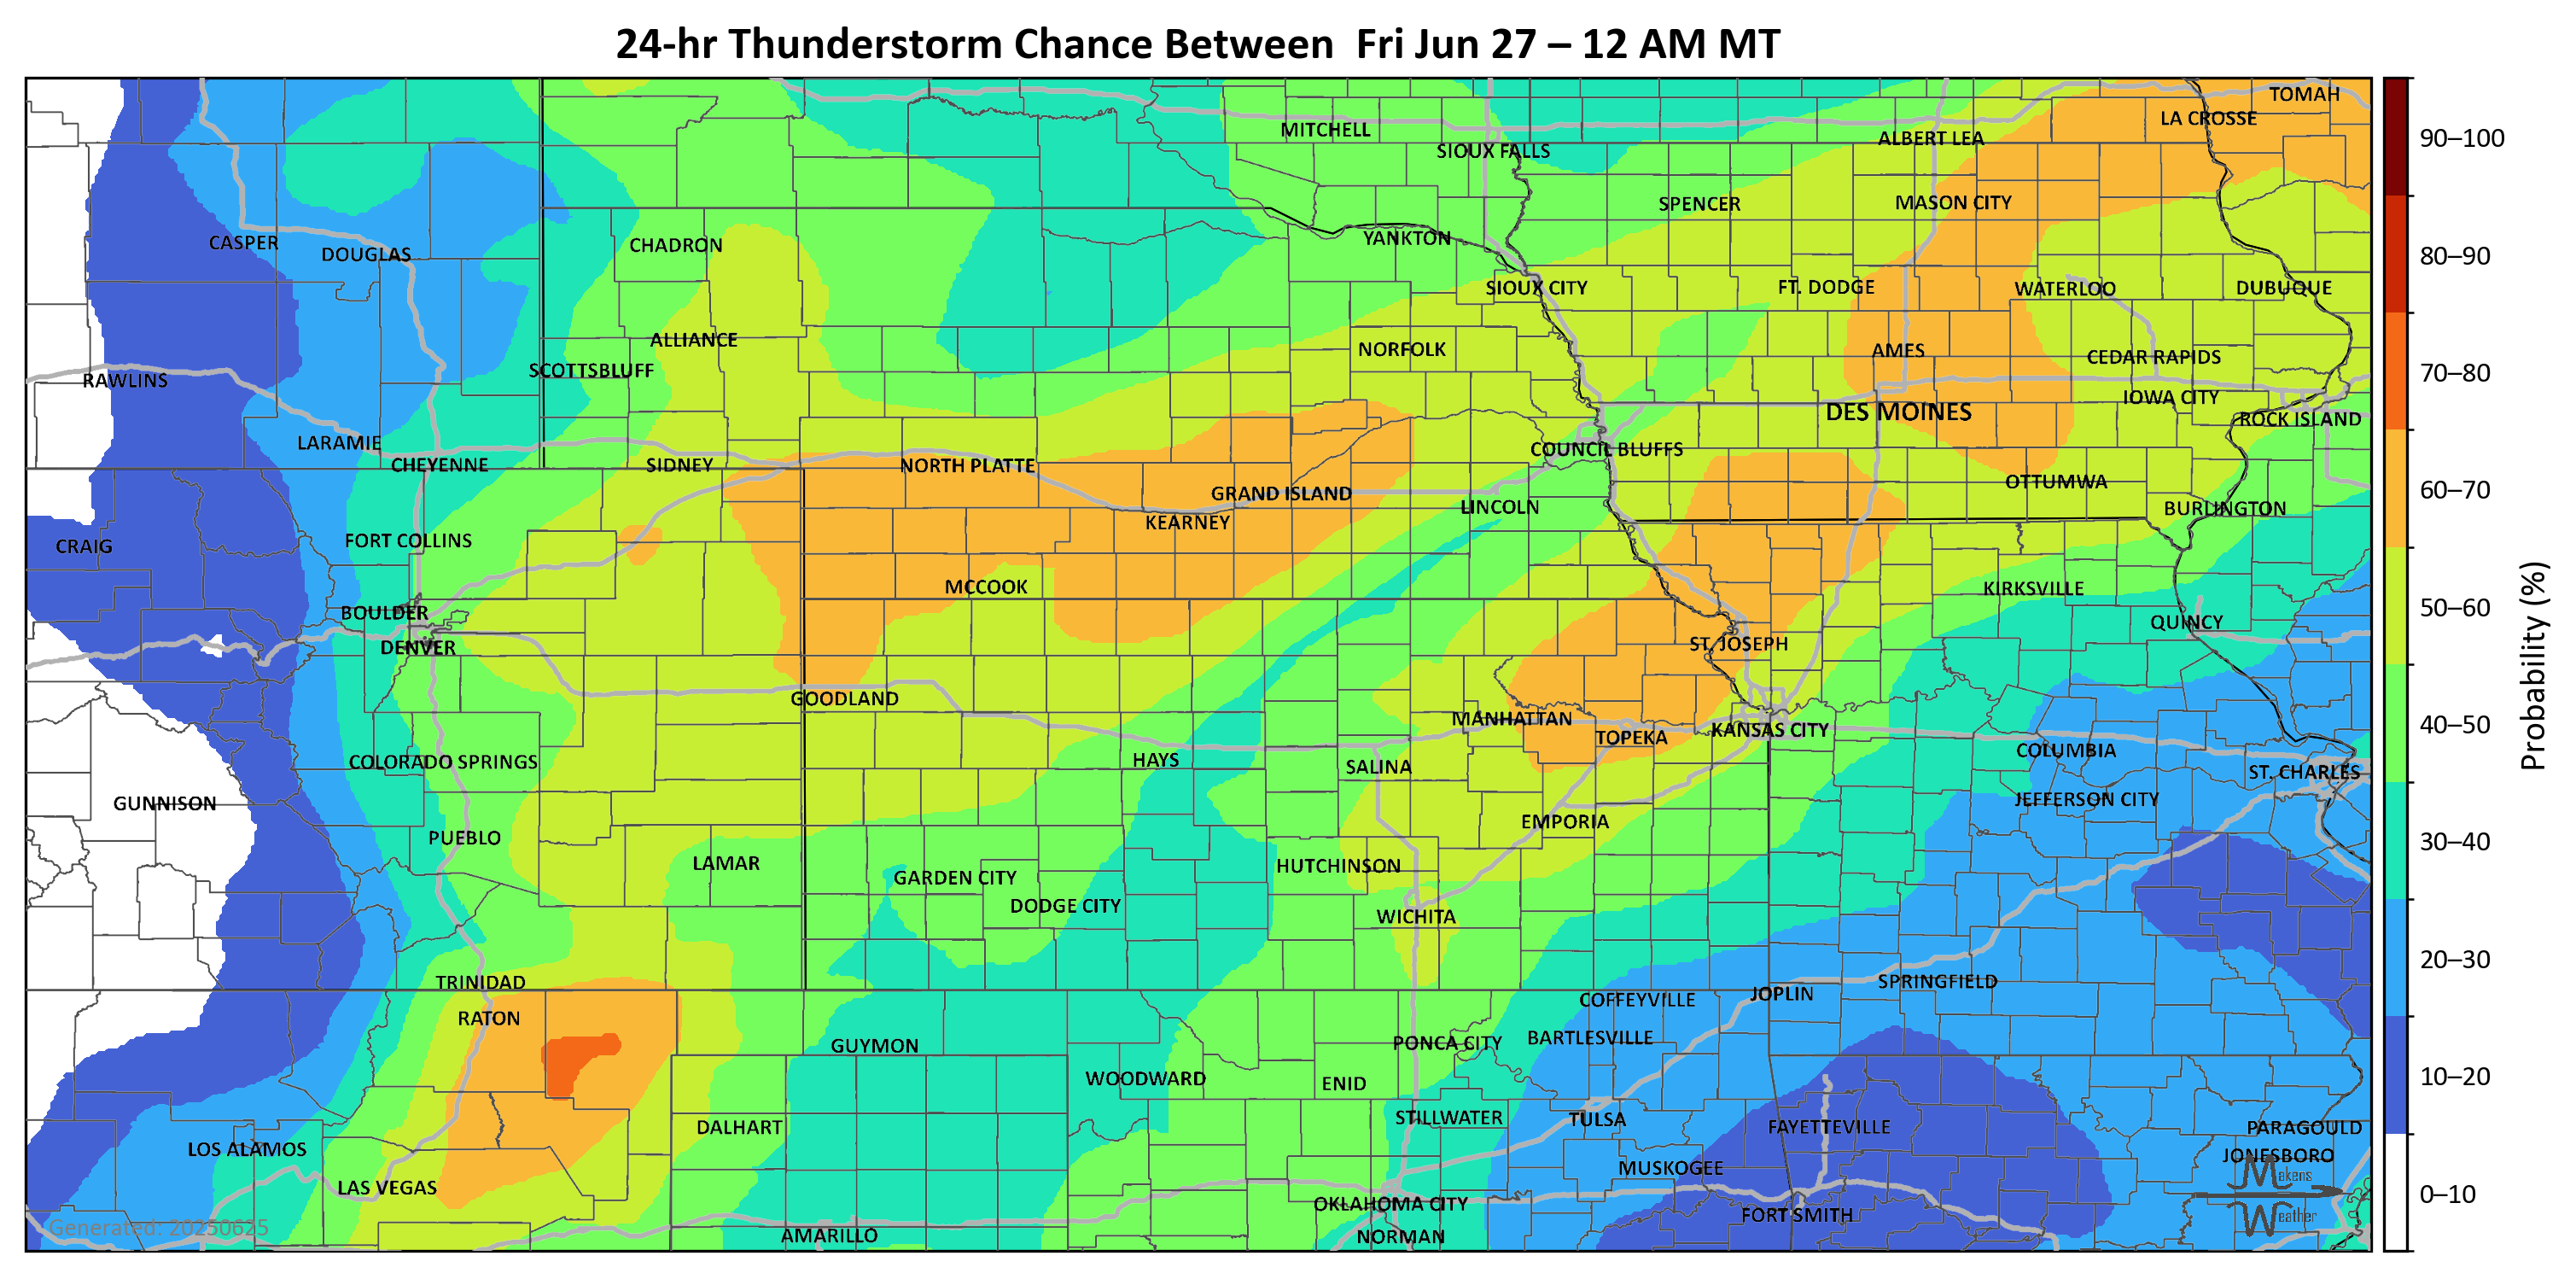 24-hr Thunderstorm Chance Between  Fri Jun 27 – 12 AM MT
TOMAH
LA CROSSE
MITCHELL
ALBERT LEA
SIOUX FALLS
SPENCER
MASON CITY
YANKTON
CASPER
CHADRON
DOUGLAS
SIOUX CITY
FT. DODGE
WATERLOO
DUBUQUE
ALLIANCE
NORFOLK
AMES
CEDAR RAPIDS
SCOTTSBLUFF
RAWLINS
IOWA CITY
DES MOINES
ROCK ISLAND
LARAMIE
COUNCIL BLUFFS
CHEYENNE
SIDNEY
NORTH PLATTE
OTTUMWA
GRAND ISLAND
LINCOLN
BURLINGTON
KEARNEY
FORT COLLINS
CRAIG
MCCOOK
KIRKSVILLE
BOULDER
QUINCY
DENVER
ST. JOSEPH
GOODLAND
MANHATTAN
KANSAS CITY
TOPEKA
COLUMBIA
COLORADO SPRINGS
HAYS
SALINA
ST. CHARLES
GUNNISON
JEFFERSON CITY
EMPORIA
PUEBLO
LAMAR
HUTCHINSON
GARDEN CITY
DODGE CITY
WICHITA
TRINIDAD
SPRINGFIELD
JOPLIN
COFFEYVILLE
RATON
BARTLESVILLE
PONCA CITY
GUYMON
WOODWARD
ENID
STILLWATER
TULSA
DALHART
FAYETTEVILLE
PARAGOULD
LOS ALAMOS
JONESBORO
MUSKOGEE
LAS VEGAS
OKLAHOMA CITY
FORT SMITH
AMARILLO
NORMAN
Generated: 20250625
Makens
Weather
90–100
80–90
70–80
60–70
50–60
40–50
30–40
20–30
10–20
0–10
Probability (%)